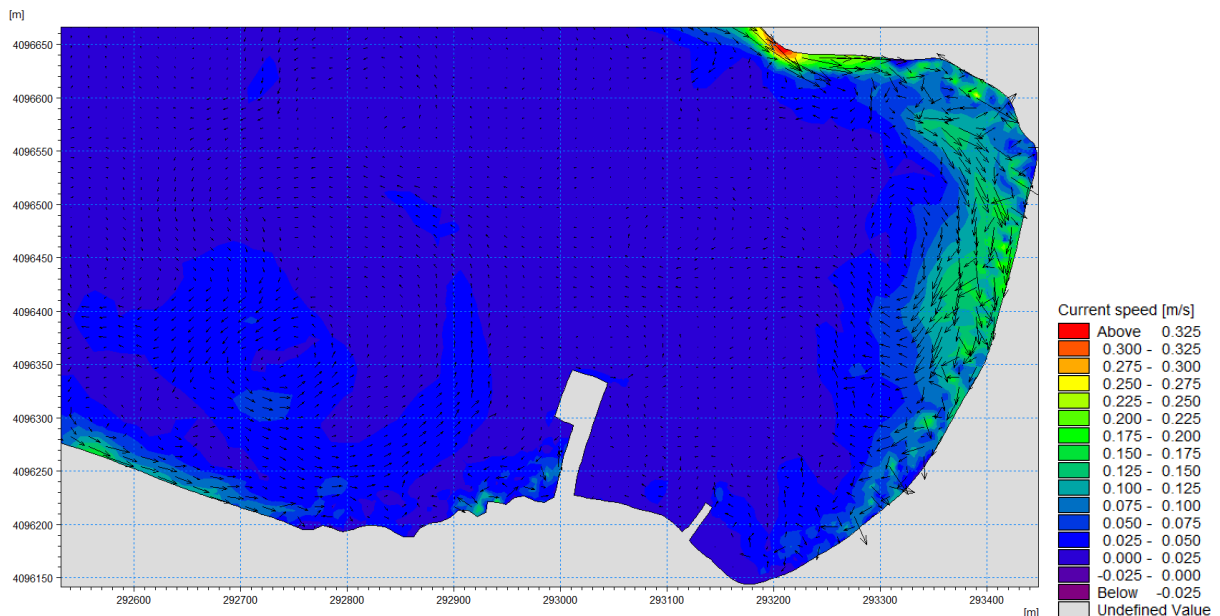 [m]
4096650
4096600
4096550
4096500
4096450
4096400
4096350
4096300
4096250
4096200
4096150
292600 292700 292800 292900 293000 293100 293200 293300 293400
[m]
Current speed [m/s]
Above 0.325
0.300 - 0.325
0.275 - 0.300
0.250 - 0.275
0.225 - 0.250
0.200 - 0.225
0.175 - 0.200
0.150 - 0.175
0.125 - 0.150
0.100 - 0.125
0.075 - 0.100
0.050 - 0.075
0.025 - 0.050
0.000 - 0.025
-0.025 - 0.000
Below -0.025
Undefined Value